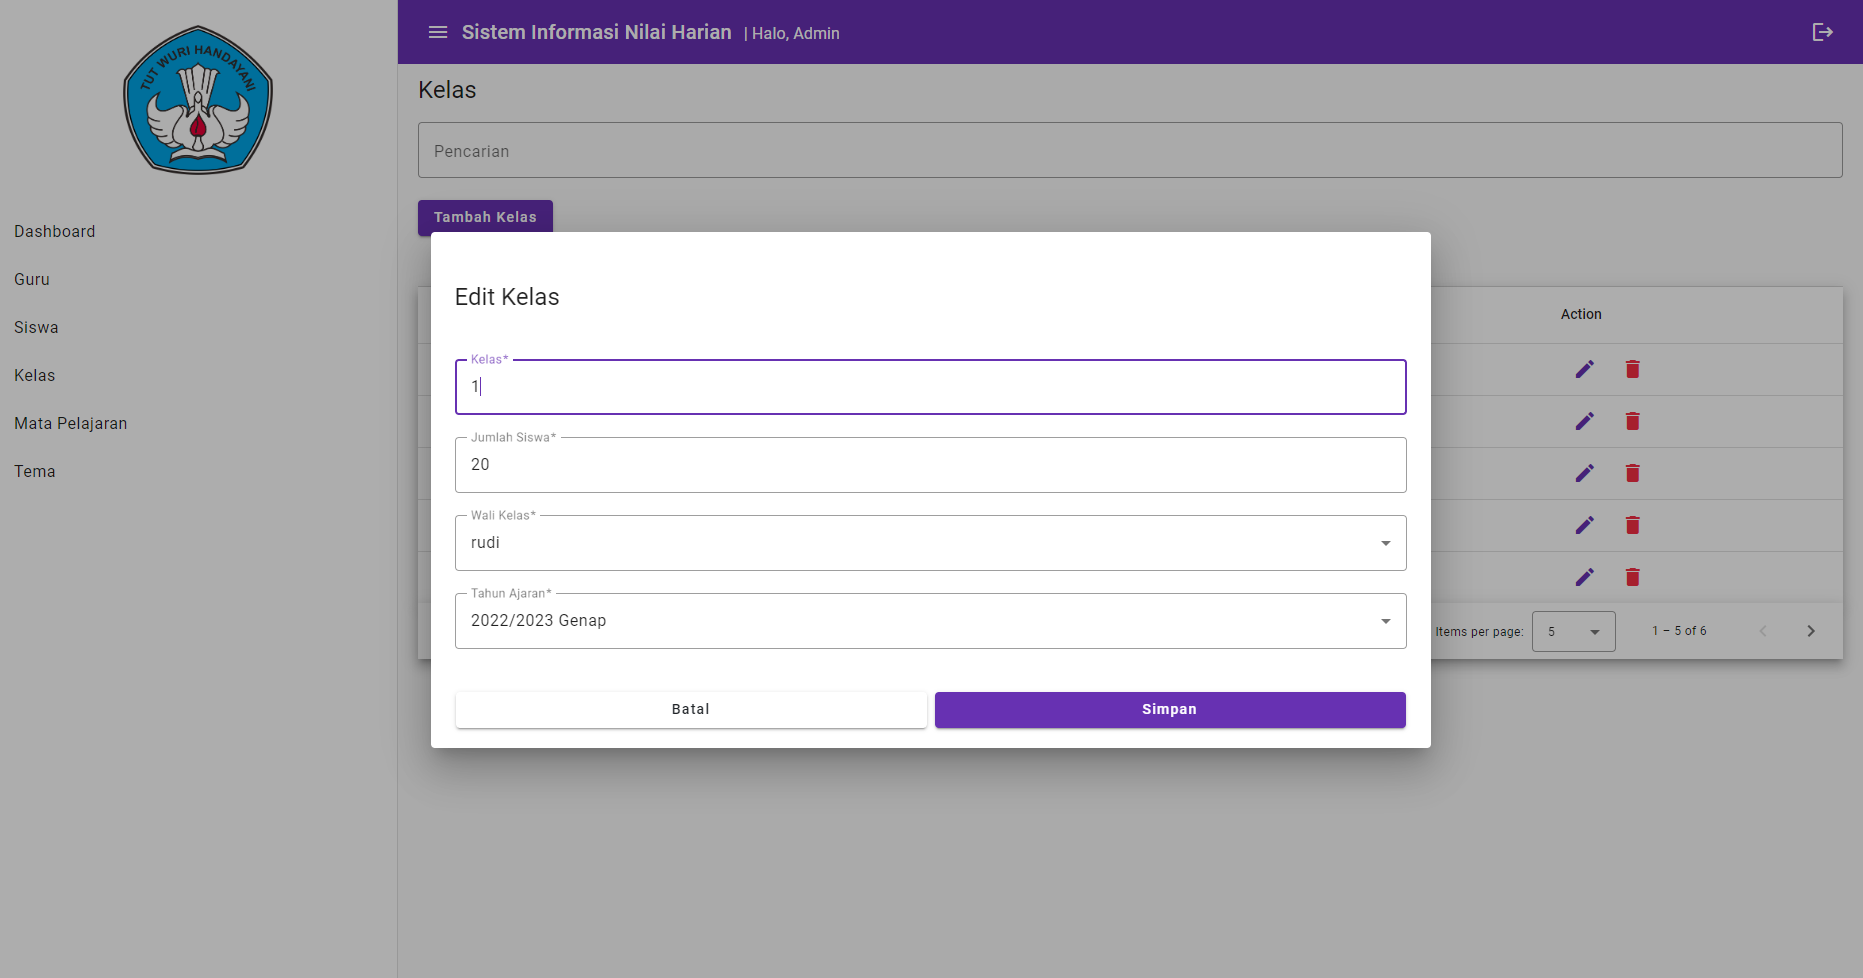 TUT WURI HANDAYANI
Dashboard
Guru
Siswa
Kelas
Mata Pelajaran
Tema
Sistem Informasi Nilai Harian | Halo, Admin
Kelas
Pencarian
Tambah Kelas
Action
Items per page: 5 1 – 5 of 6
Edit Kelas
Kelas*
1
Jumlah Siswa*
20
Wali Kelas*
rudi
Tahun Ajaran*
2022/2023 Genap
Batal Simpan